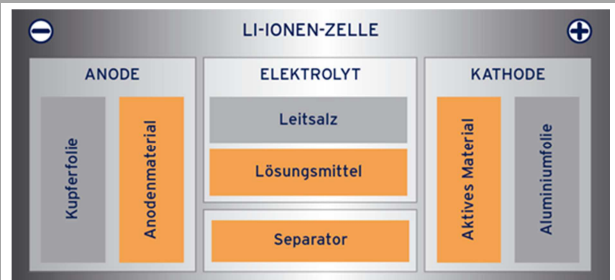 LI-IONEN-ZELLE
ANODE
Kupferfolie
Anodenmaterial
ELEKTROLYT
Leitsalz
Lösungsmittel
Separator
KATHODE
Aktives Material
Aluminiumfolie